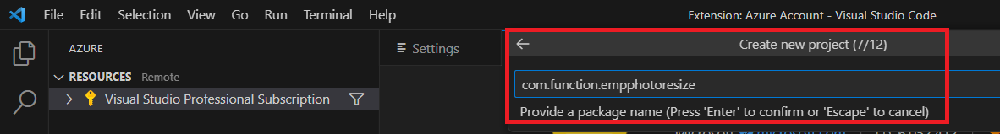 File Edit Selection View Go Run Terminal Help Extension: Azure Account - Visual Studio Code
AZURE
Settings
Create new project (7/12)
RESOURCES Remote
com.function.empphotoresize
Visual Studio Professional Subscription
Provide a package name (Press 'Enter' to confirm or 'Escape' to cancel)